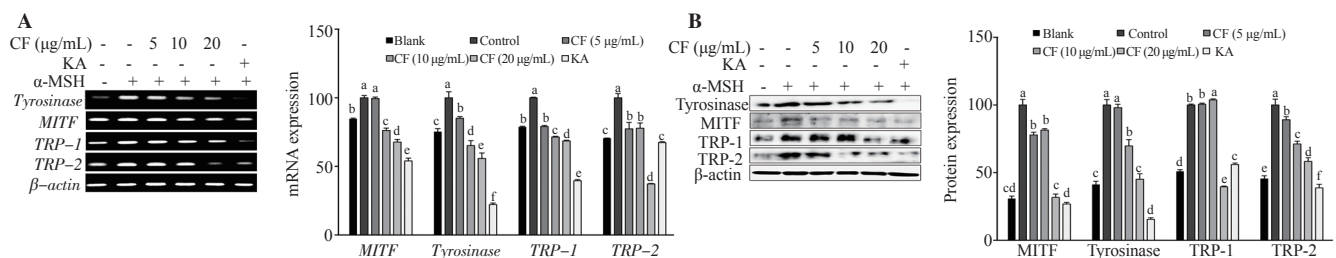 A
CF (μg/mL) - - 5 10 20 -
KA - - - - - +
α-MSH - + + + + +
Tyrosinase
MITF
TRP-1
TRP-2
β-actin
mRNA expression
150
100
50
0
Blank Control CF (5 μg/mL)
CF (10 μg/mL) CF (20 μg/mL) KA
b a a c d e
c a b d e f
b a b c d e
c a b b d c
MITF Tyrosinase TRP-1 TRP-2
B
CF (μg/mL) - - 5 10 20 -
KA - - - - - +
α-MSH - + + + + +
Tyrosinase
MITF
TRP-1
TRP-2
β-actin
Protein expression
150
100
50
0
Blank Control CF (5 μg/mL)
CF (10 μg/mL) CF (20 μg/mL) KA
cd a b b c d
c a a b c d
b b b a d c
e a b c d f
MITF Tyrosinase TRP-1 TRP-2